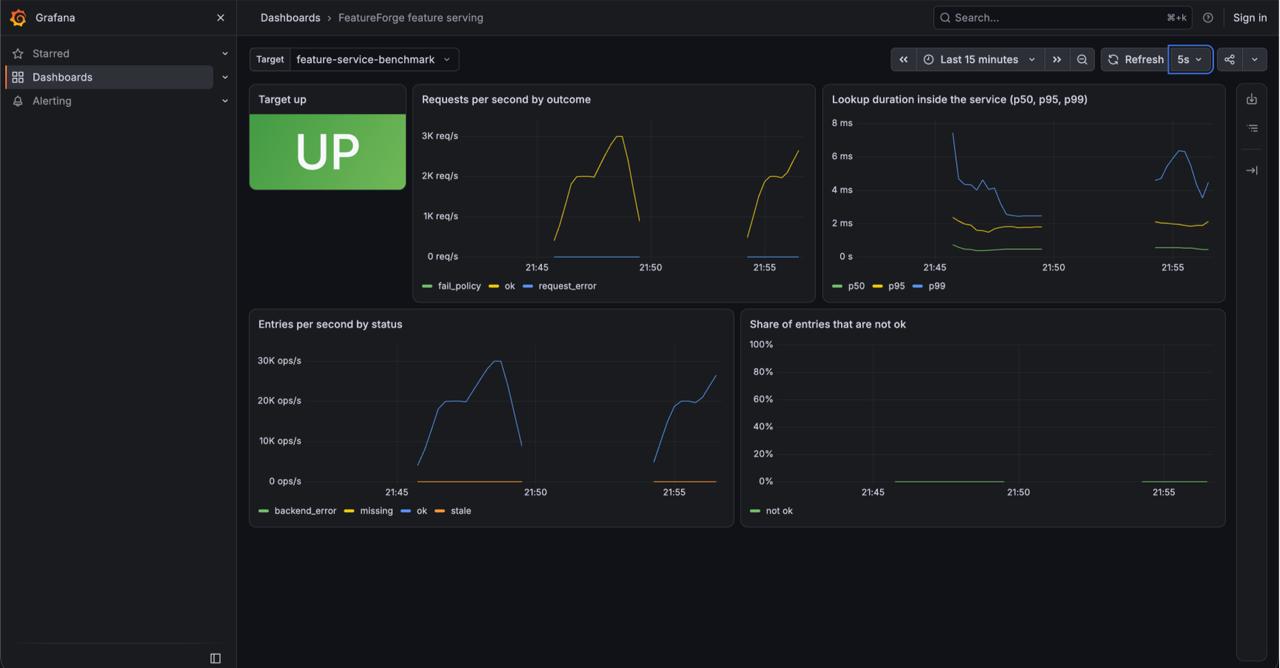 Grafana
Dashboards › FeatureForge feature serving
Search...
⌘+k
Sign in
Starred
Dashboards
Alerting
Target feature-service-benchmark
Last 15 minutes
Refresh 5s
Target up
UP
Requests per second by outcome
3K req/s
2K req/s
1K req/s
0 req/s
21:45 21:50 21:55
fail_policy ok request_error
Lookup duration inside the service (p50, p95, p99)
8 ms
6 ms
4 ms
2 ms
0 s
21:45 21:50 21:55
p50 p95 p99
Entries per second by status
30K ops/s
20K ops/s
10K ops/s
0 ops/s
21:45 21:50 21:55
backend_error missing ok stale
Share of entries that are not ok
100%
80%
60%
40%
20%
0%
21:45 21:50 21:55
not ok